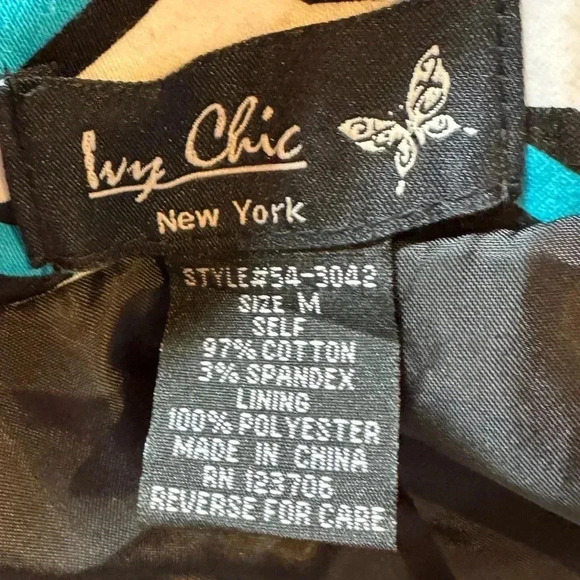 Ivy Chic
New York
STYLE#54-3042
SIZE M
SELF
97% COTTON
3% SPANDEX
LINING
100% POLYESTER
MADE IN CHINA
RN 123706
REVERSE FOR CARE